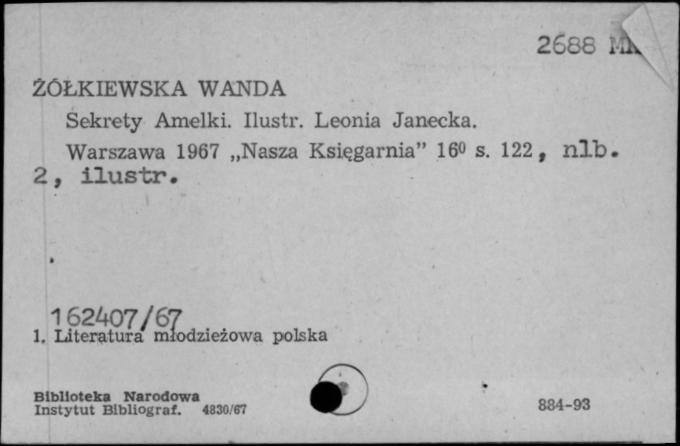 2688
ŻÓŁKIEWSKA WANDA
Sekrety Amelki. Ilustr. Leonia Janecka.
Warszawa 1967 „Nasza Księgarnia” 16⁰ s. 122, nlb.
2, ilustr.
162407/67
1. Literatura młodzieżowa polska
Biblioteka Narodowa
Instytut Bibliograf. 4830/67
884-93